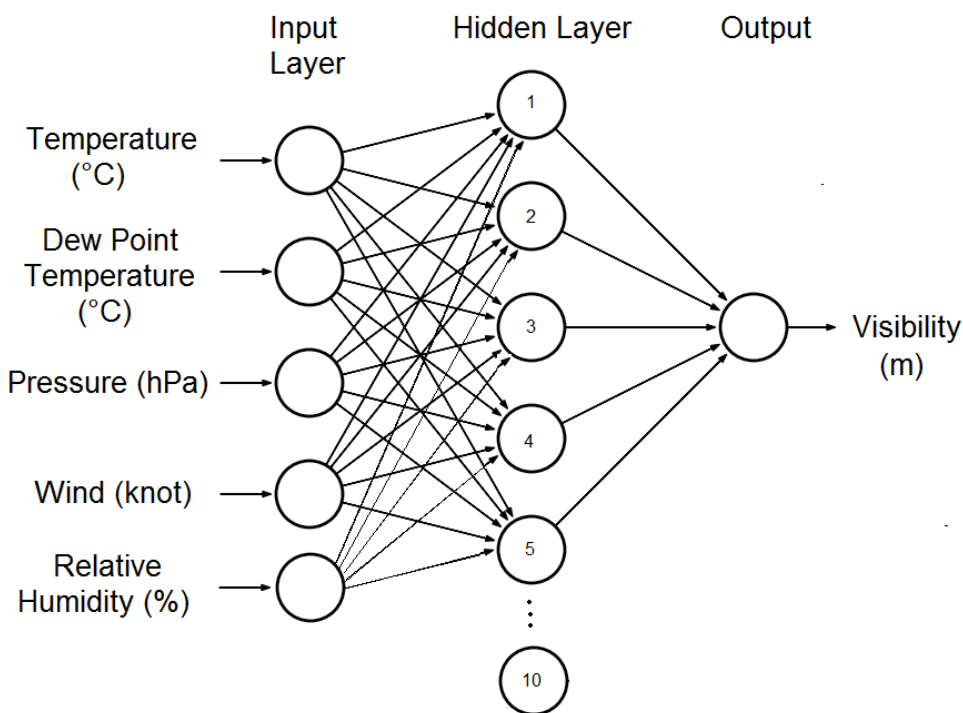 Input
Layer
Hidden Layer
Output
Temperature
(°C)
Dew Point
Temperature
(°C)
Pressure (hPa)
Wind (knot)
Relative
Humidity (%)
1
2
3
4
5
10
Visibility
(m)